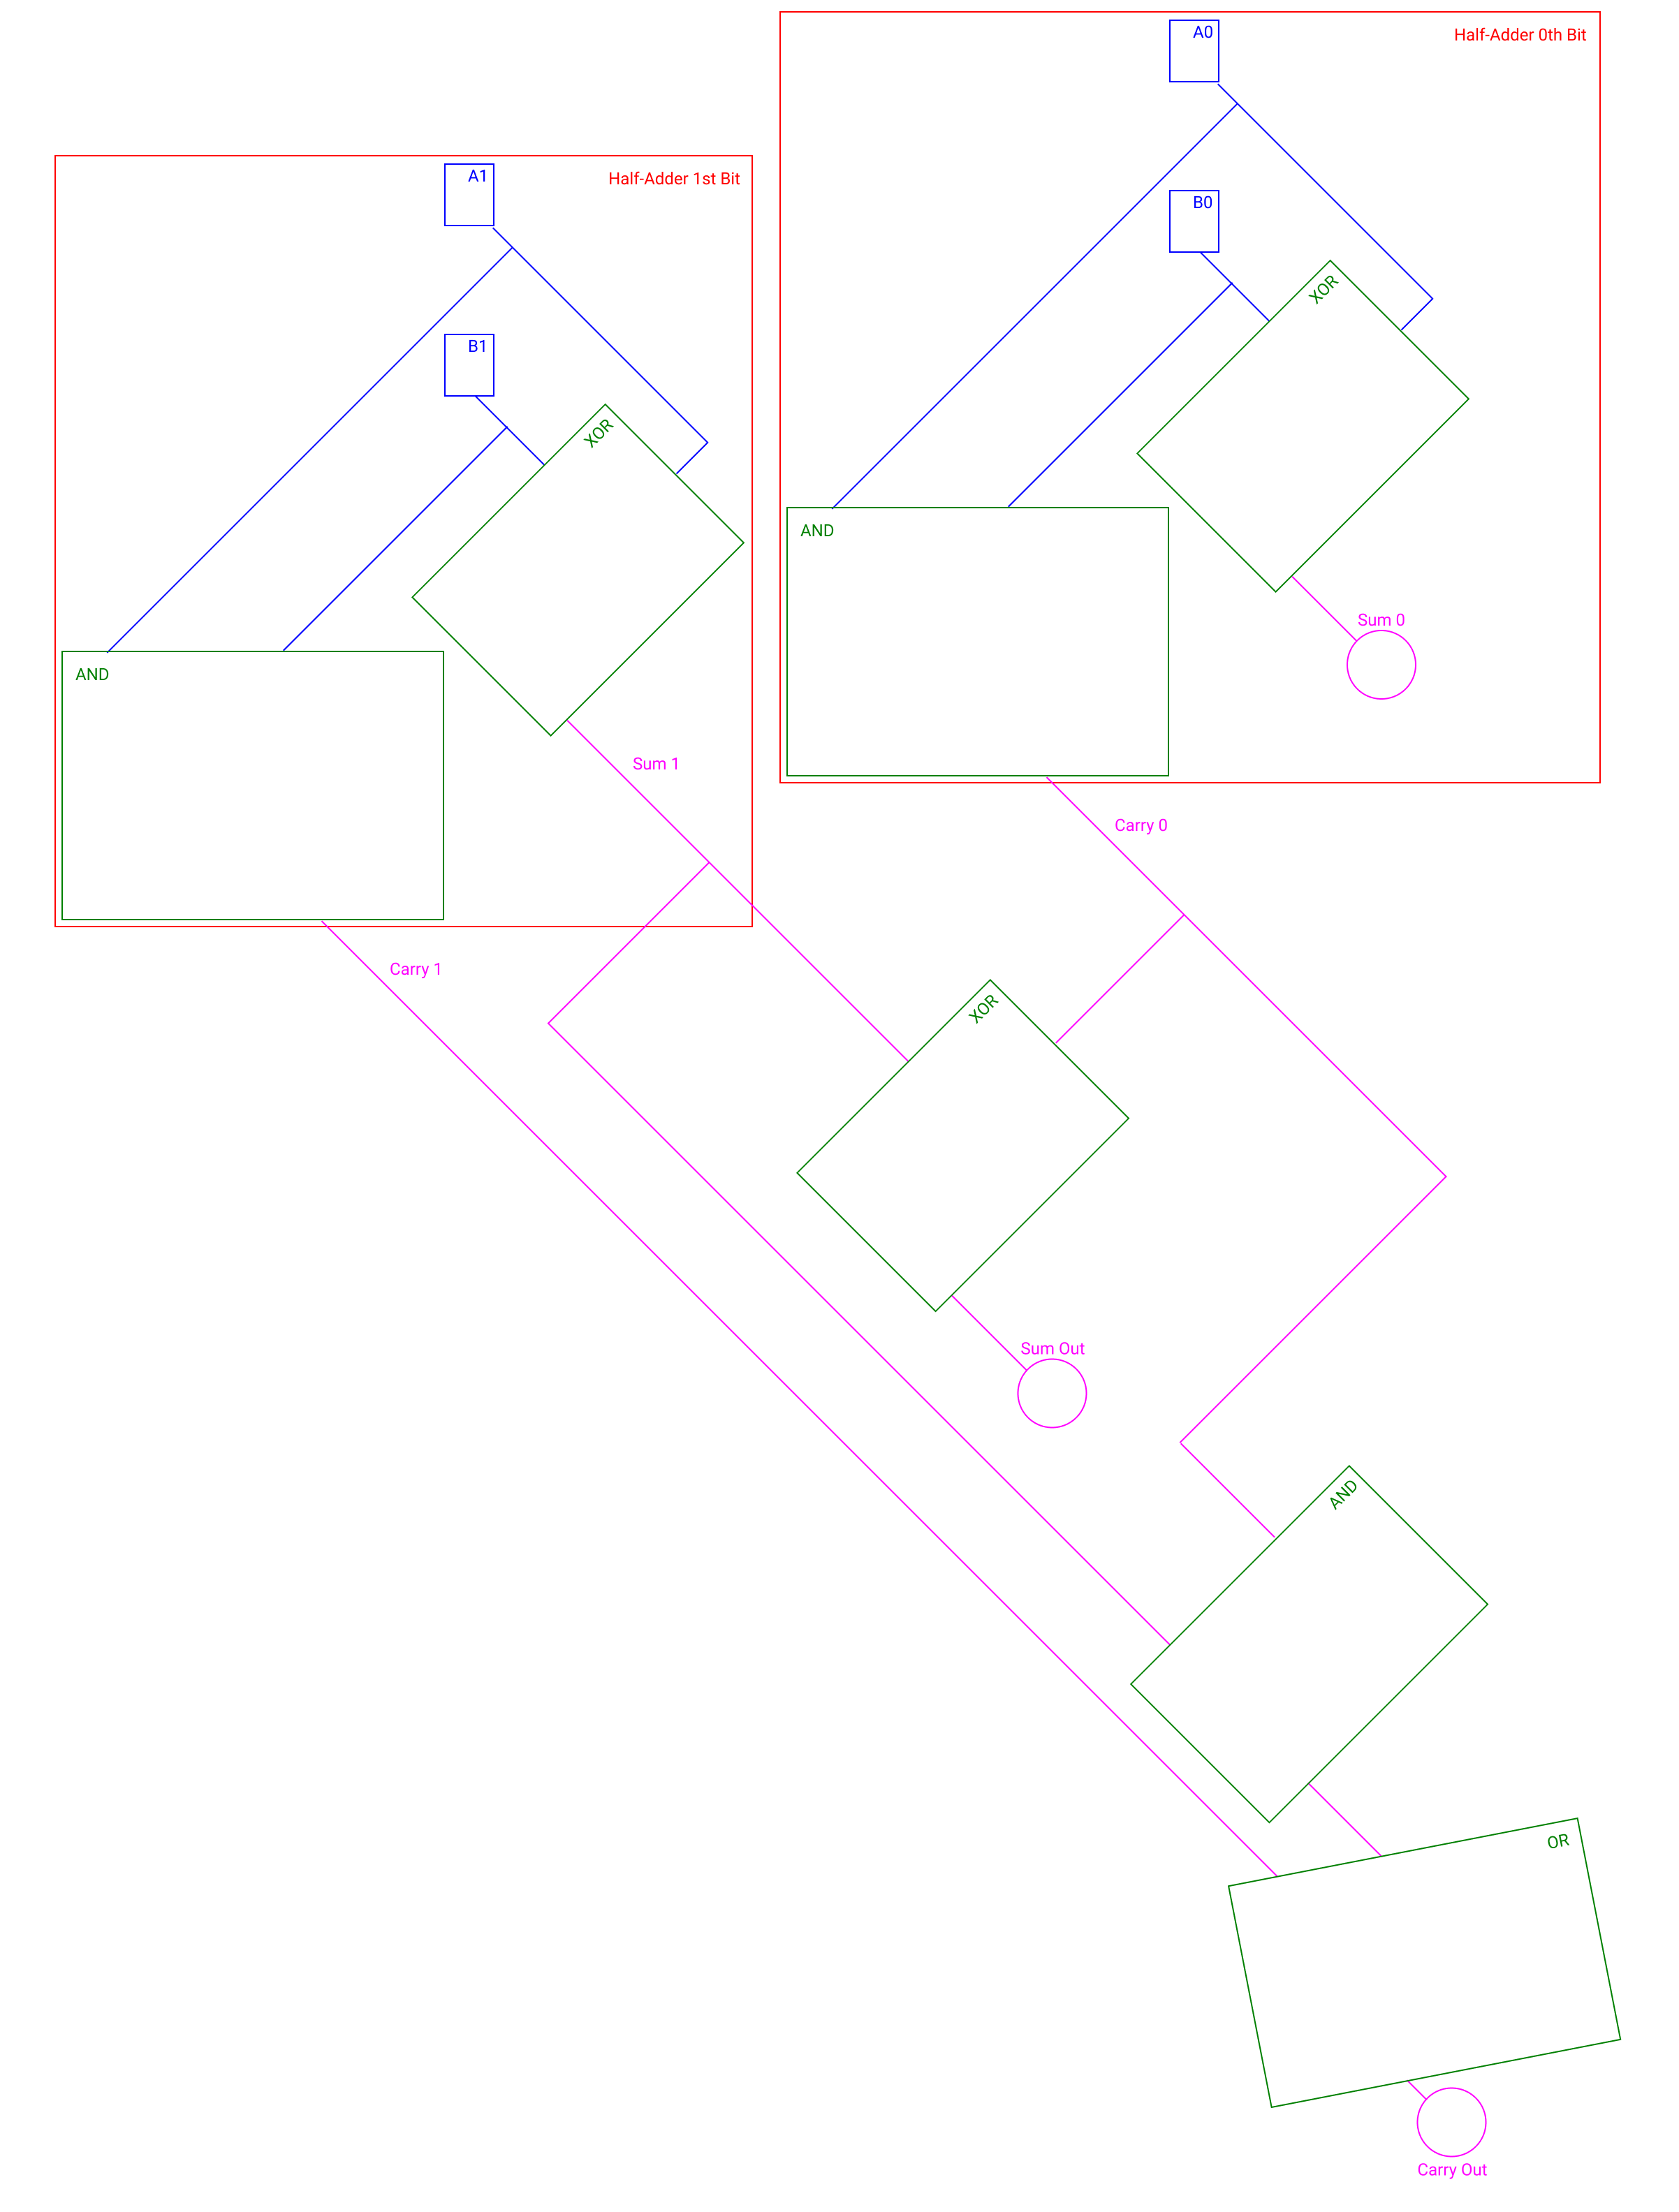 A0
Half-Adder 0th Bit
A1
Half-Adder 1st Bit
B0
XOR
B1
XOR
AND
Sum 0
AND
Sum 1
Carry 0
Carry 1
XOR
Sum Out
AND
OR
Carry Out